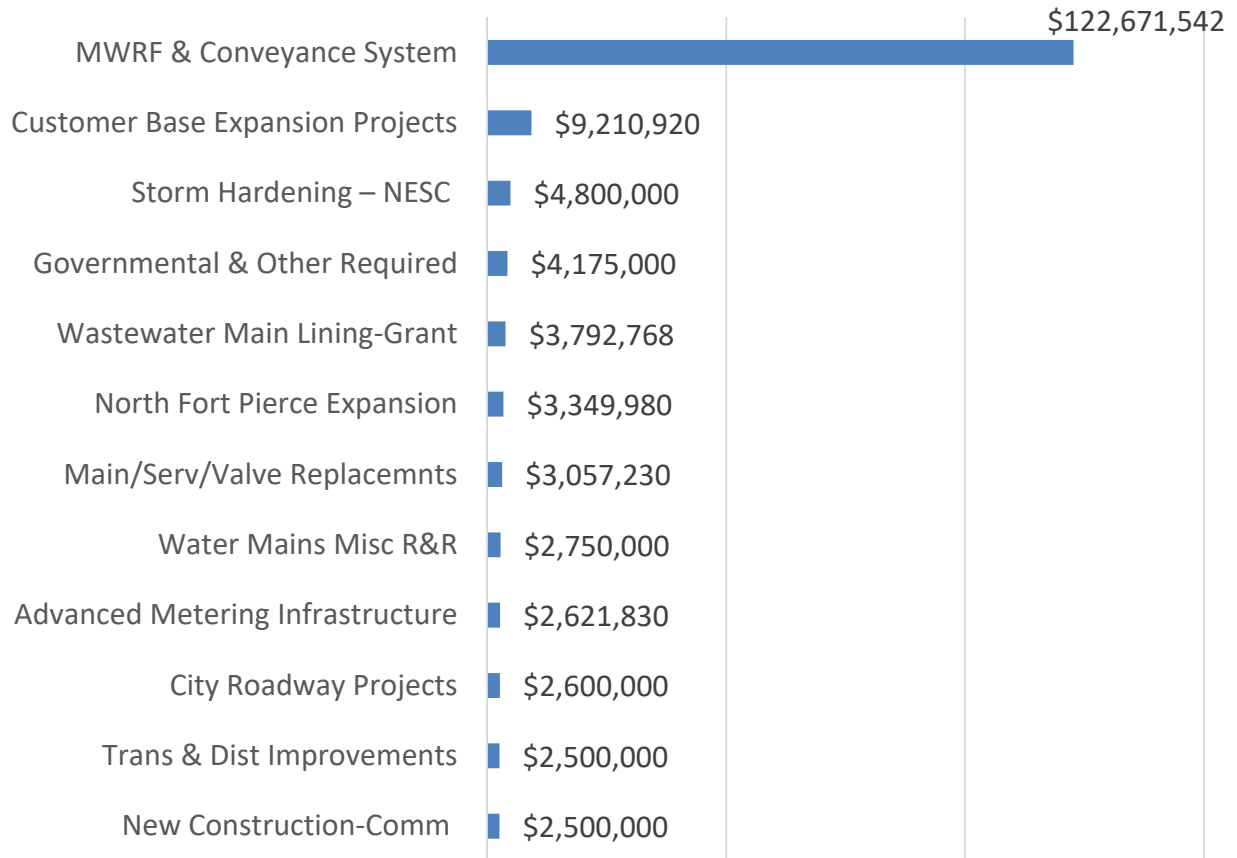 $122,671,542
MWRF & Conveyance System
Customer Base Expansion Projects $9,210,920
Storm Hardening – NESC $4,800,000
Governmental & Other Required $4,175,000
Wastewater Main Lining-Grant $3,792,768
North Fort Pierce Expansion $3,349,980
Main/Serv/Valve Replacemnts $3,057,230
Water Mains Misc R&R $2,750,000
Advanced Metering Infrastructure $2,621,830
City Roadway Projects $2,600,000
Trans & Dist Improvements $2,500,000
New Construction-Comm $2,500,000